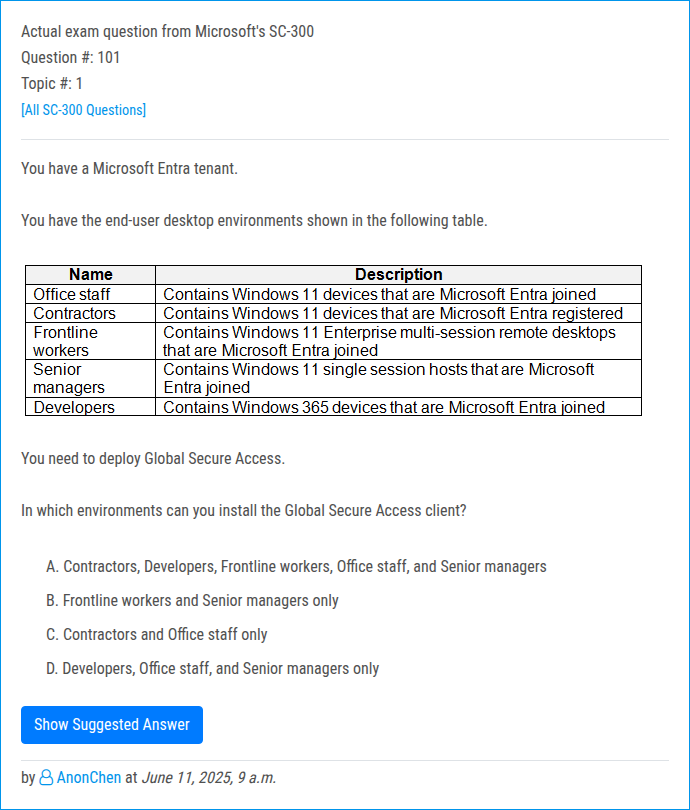 Actual exam question from Microsoft's SC-300
Question #: 101
Topic #: 1
[All SC-300 Questions]
You have a Microsoft Entra tenant.
You have the end-user desktop environments shown in the following table.
Name Description
Office staff Contains Windows 11 devices that are Microsoft Entra joined
Contractors Contains Windows 11 devices that are Microsoft Entra registered
Frontline Contains Windows 11 Enterprise multi-session remote desktops
workers that are Microsoft Entra joined
Senior Contains Windows 11 single session hosts that are Microsoft
managers Entra joined
Developers Contains Windows 365 devices that are Microsoft Entra joined
You need to deploy Global Secure Access.
In which environments can you install the Global Secure Access client?
A. Contractors, Developers, Frontline workers, Office staff, and Senior managers
B. Frontline workers and Senior managers only
C. Contractors and Office staff only
D. Developers, Office staff, and Senior managers only
Show Suggested Answer
by AnonChen at June 11, 2025, 9 a.m.